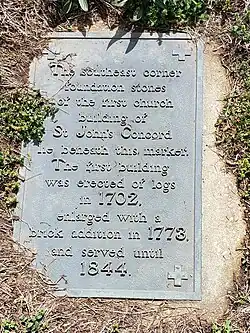 The southeast corner
foundation stones
of the first church
building of
St John's Concord
lie beneath this marker.
The first building
was erected of logs
in 1702,
enlarged with a
brick addition in 1773,
and served until
1844.